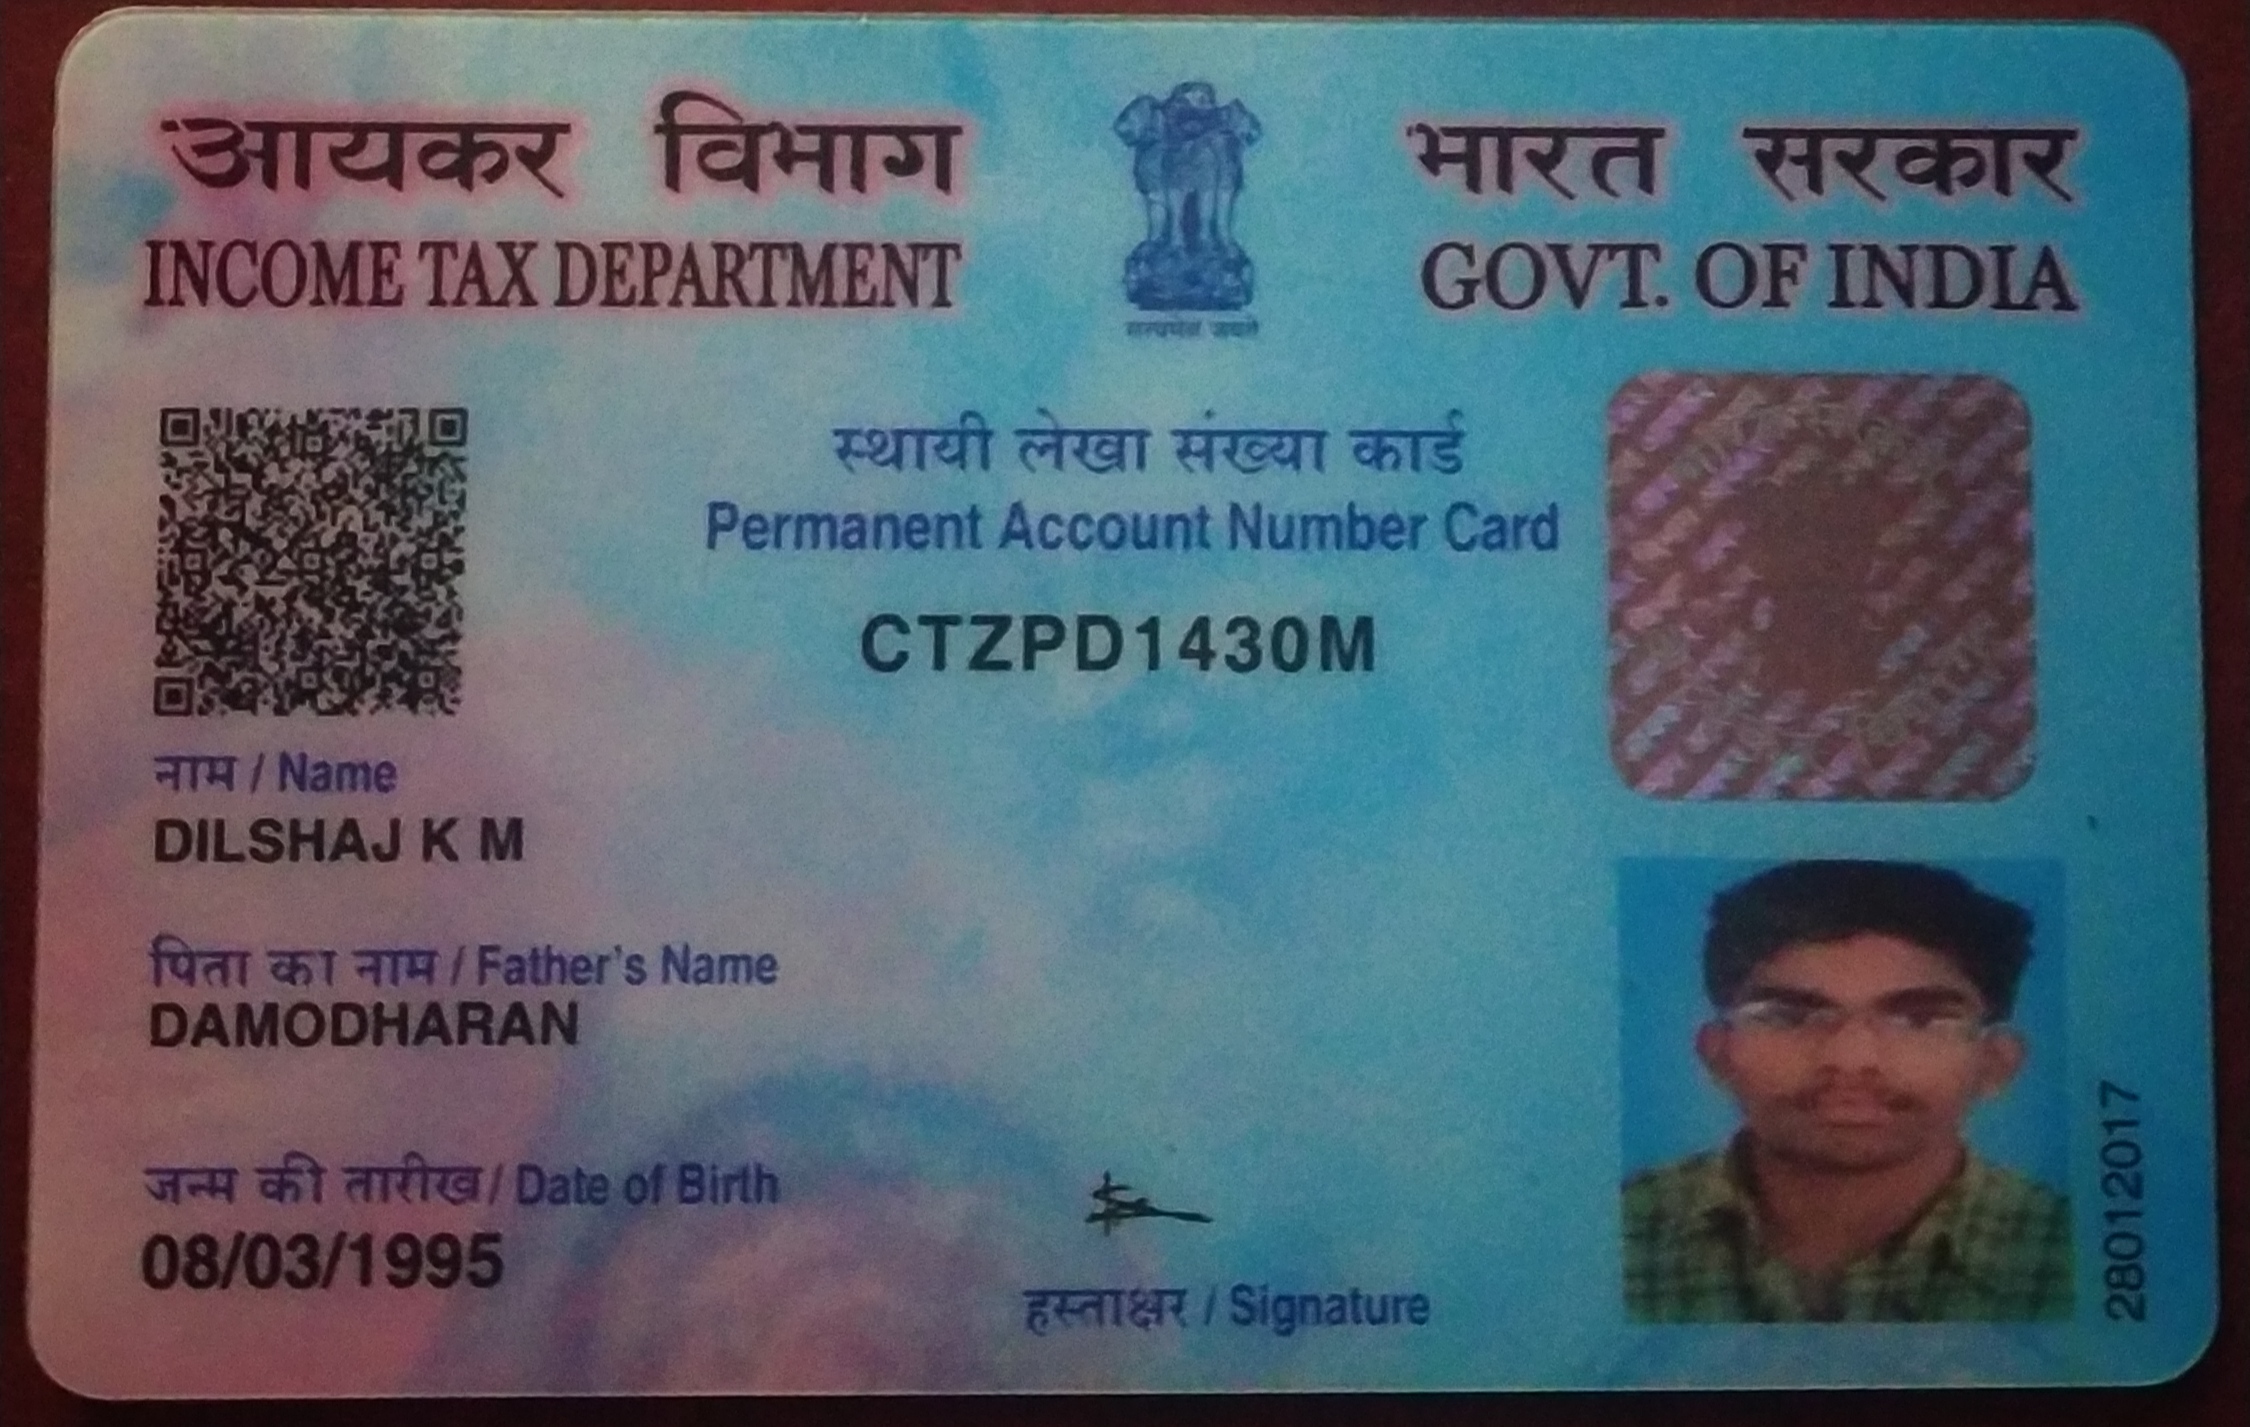 आयकर विभाग
INCOME TAX DEPARTMENT
सत्यमेव जयते
भारत सरकार
GOVT. OF INDIA
स्थायी लेखा संख्या कार्ड
Permanent Account Number Card
CTZPD1430M
नाम / Name
DILSHAJ K M
पिता का नाम / Father's Name
DAMODHARAN
जन्म की तारीख / Date of Birth
08/03/1995
हस्ताक्षर / Signature
28012017